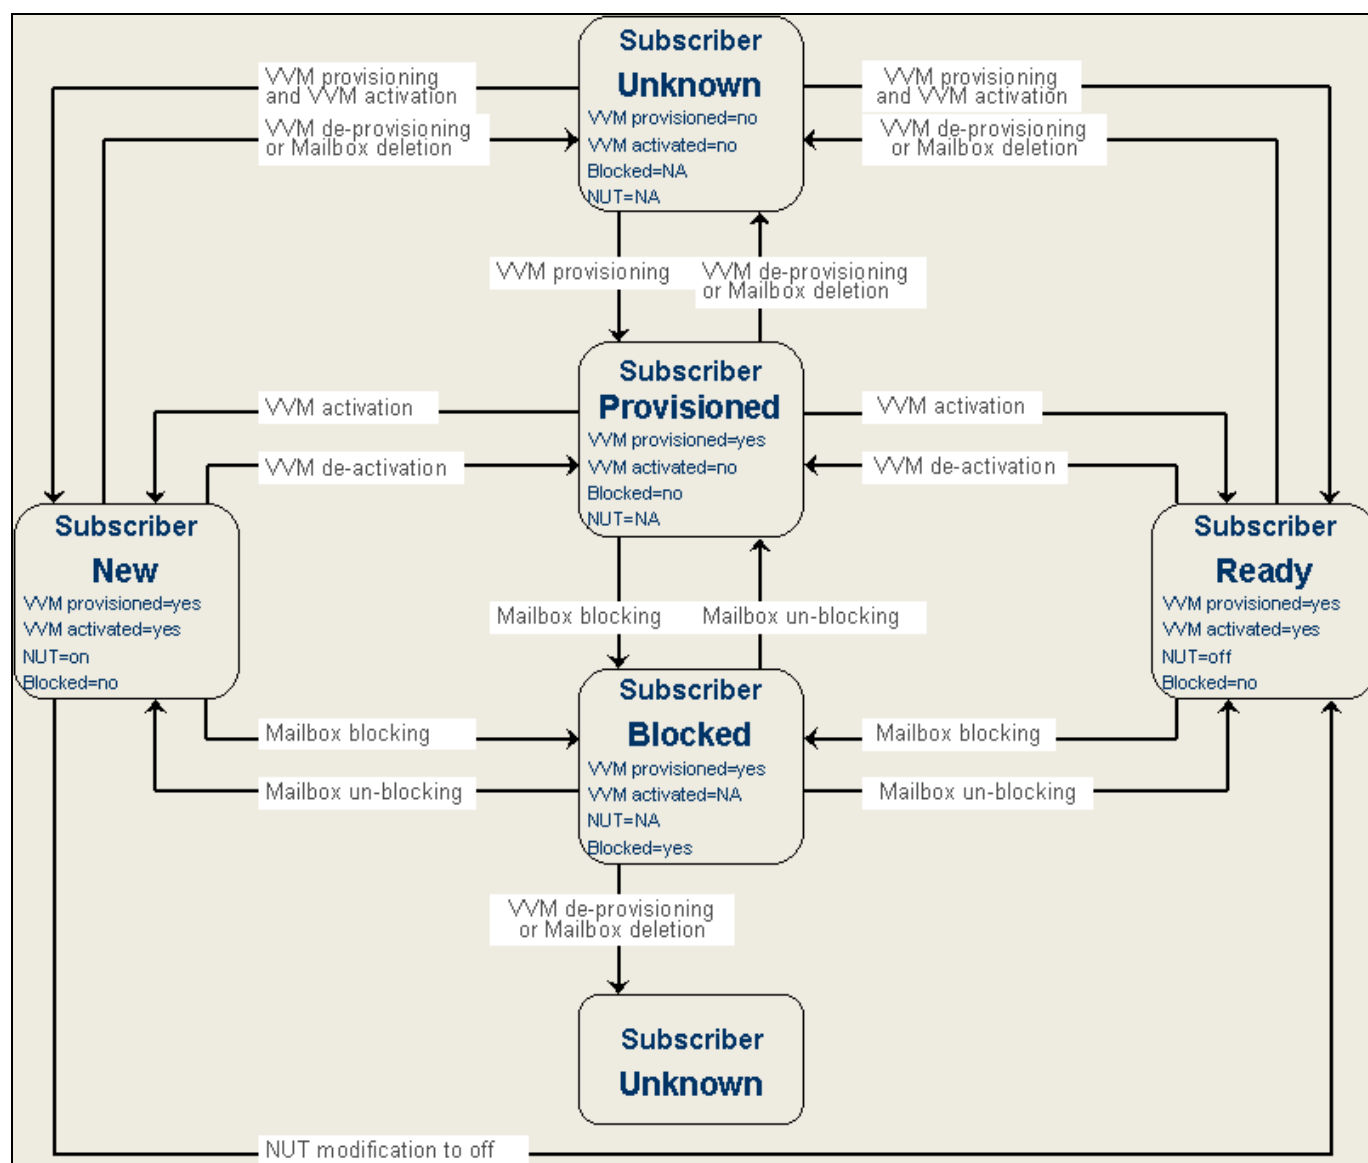 Subscriber
Unknown
VVM provisioned=no
VVM activated=no
Blocked=NA
NUT=NA
VVM provisioning
and VVM activation
VVM de-provisioning
or Mailbox deletion
VVM provisioning
and VVM activation
VVM de-provisioning
or Mailbox deletion
VVM provisioning
VVM de-provisioning
or Mailbox deletion
Subscriber
Provisioned
VVM provisioned=yes
VVM activated=no
Blocked=no
NUT=NA
VVM activation
VVM de-activation
VVM activation
VVM de-activation
Subscriber
New
VVM provisioned=yes
VVM activated=yes
NUT=on
Blocked=no
Subscriber
Ready
VVM provisioned=yes
VVM activated=yes
NUT=off
Blocked=no
Mailbox blocking
Mailbox un-blocking
Subscriber
Blocked
VVM provisioned=yes
VVM activated=NA
NUT=NA
Blocked=yes
Mailbox blocking
Mailbox un-blocking
Mailbox blocking
Mailbox un-blocking
VVM de-provisioning
or Mailbox deletion
Subscriber
Unknown
NUT modification to off